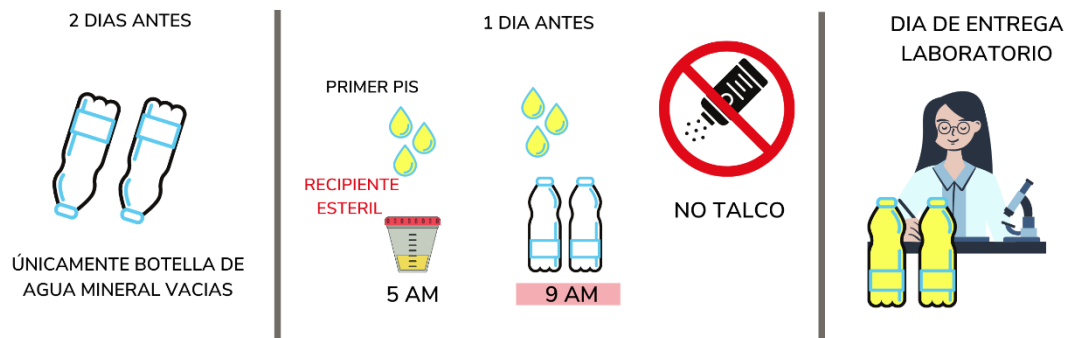 2 DIAS ANTES
ÚNICAMENTE BOTELLA DE
AGUA MINERAL VACIAS
1 DIA ANTES
PRIMER PIS
RECIPIENTE
ESTERIL
5 AM
9 AM
NO TALCO
DIA DE ENTREGA
LABORATORIO